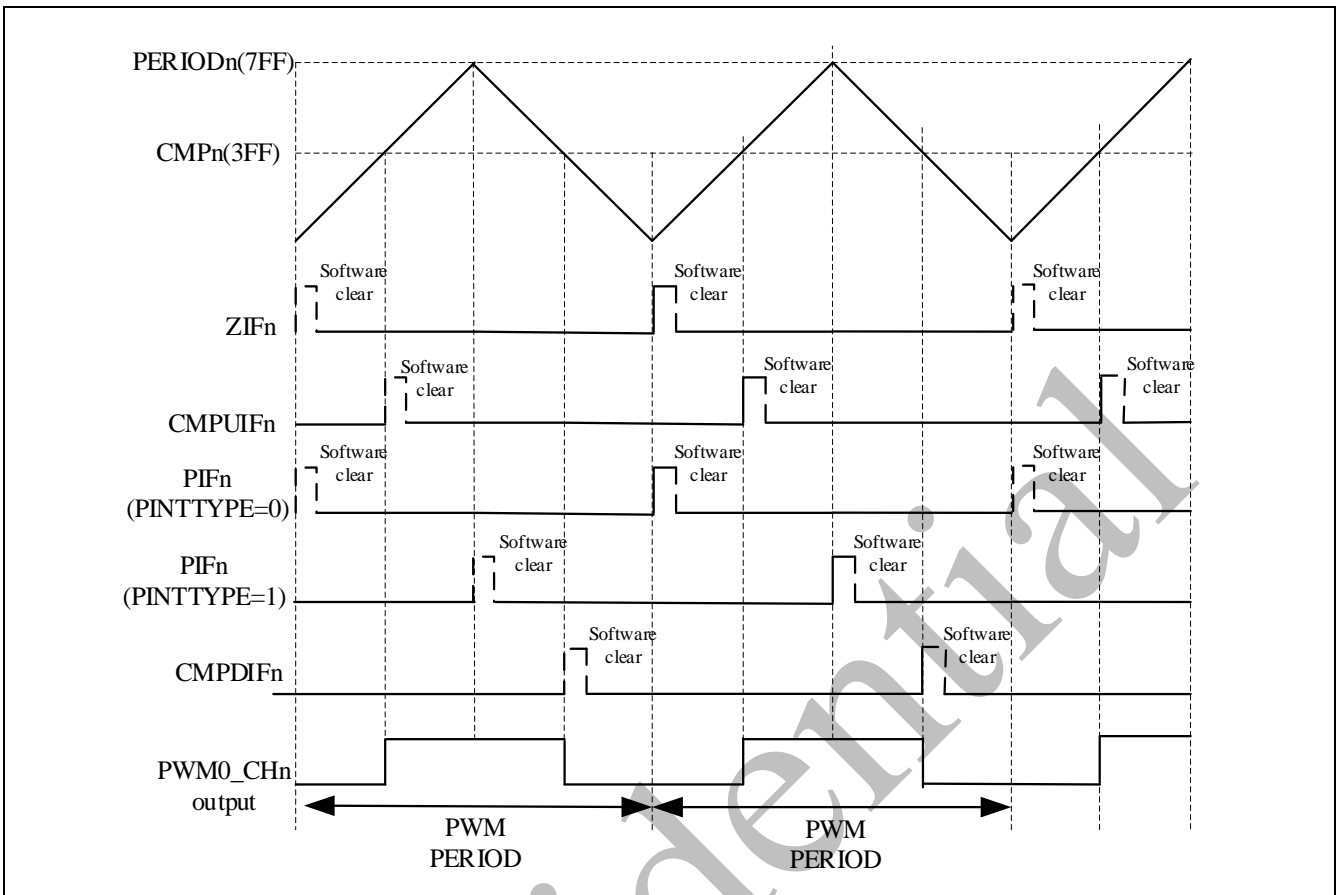 PERIODn(7FF)
CMPn(3FF)
Software
clear
Software
clear
Software
clear
ZIFn
Software
clear
Software
clear
Software
clear
CMPUIFn
Software
clear
Software
clear
Software
clear
PIFn
(PINTTYPE=0)
Software
clear
Software
clear
PIFn
(PINTTYPE=1)
Software
clear
Software
clear
CMPDIFn
PWM0_CHn
output
PWM
PERIOD
PWM
PERIOD
idential